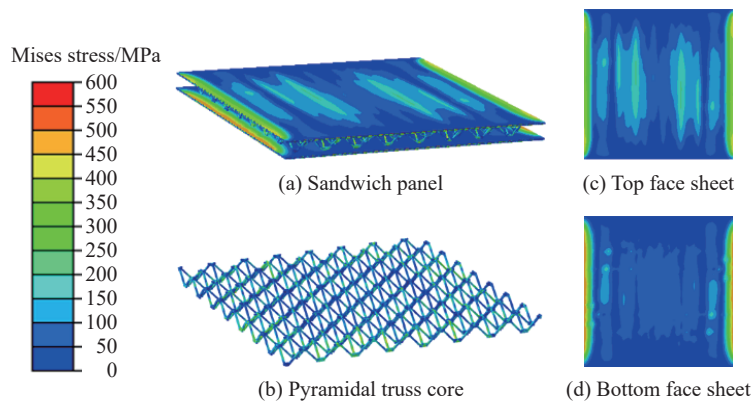 Mises stress/MPa
600
550
500
450
400
350
300
250
200
150
100
50
0
(a) Sandwich panel
(c) Top face sheet
(b) Pyramidal truss core
(d) Bottom face sheet